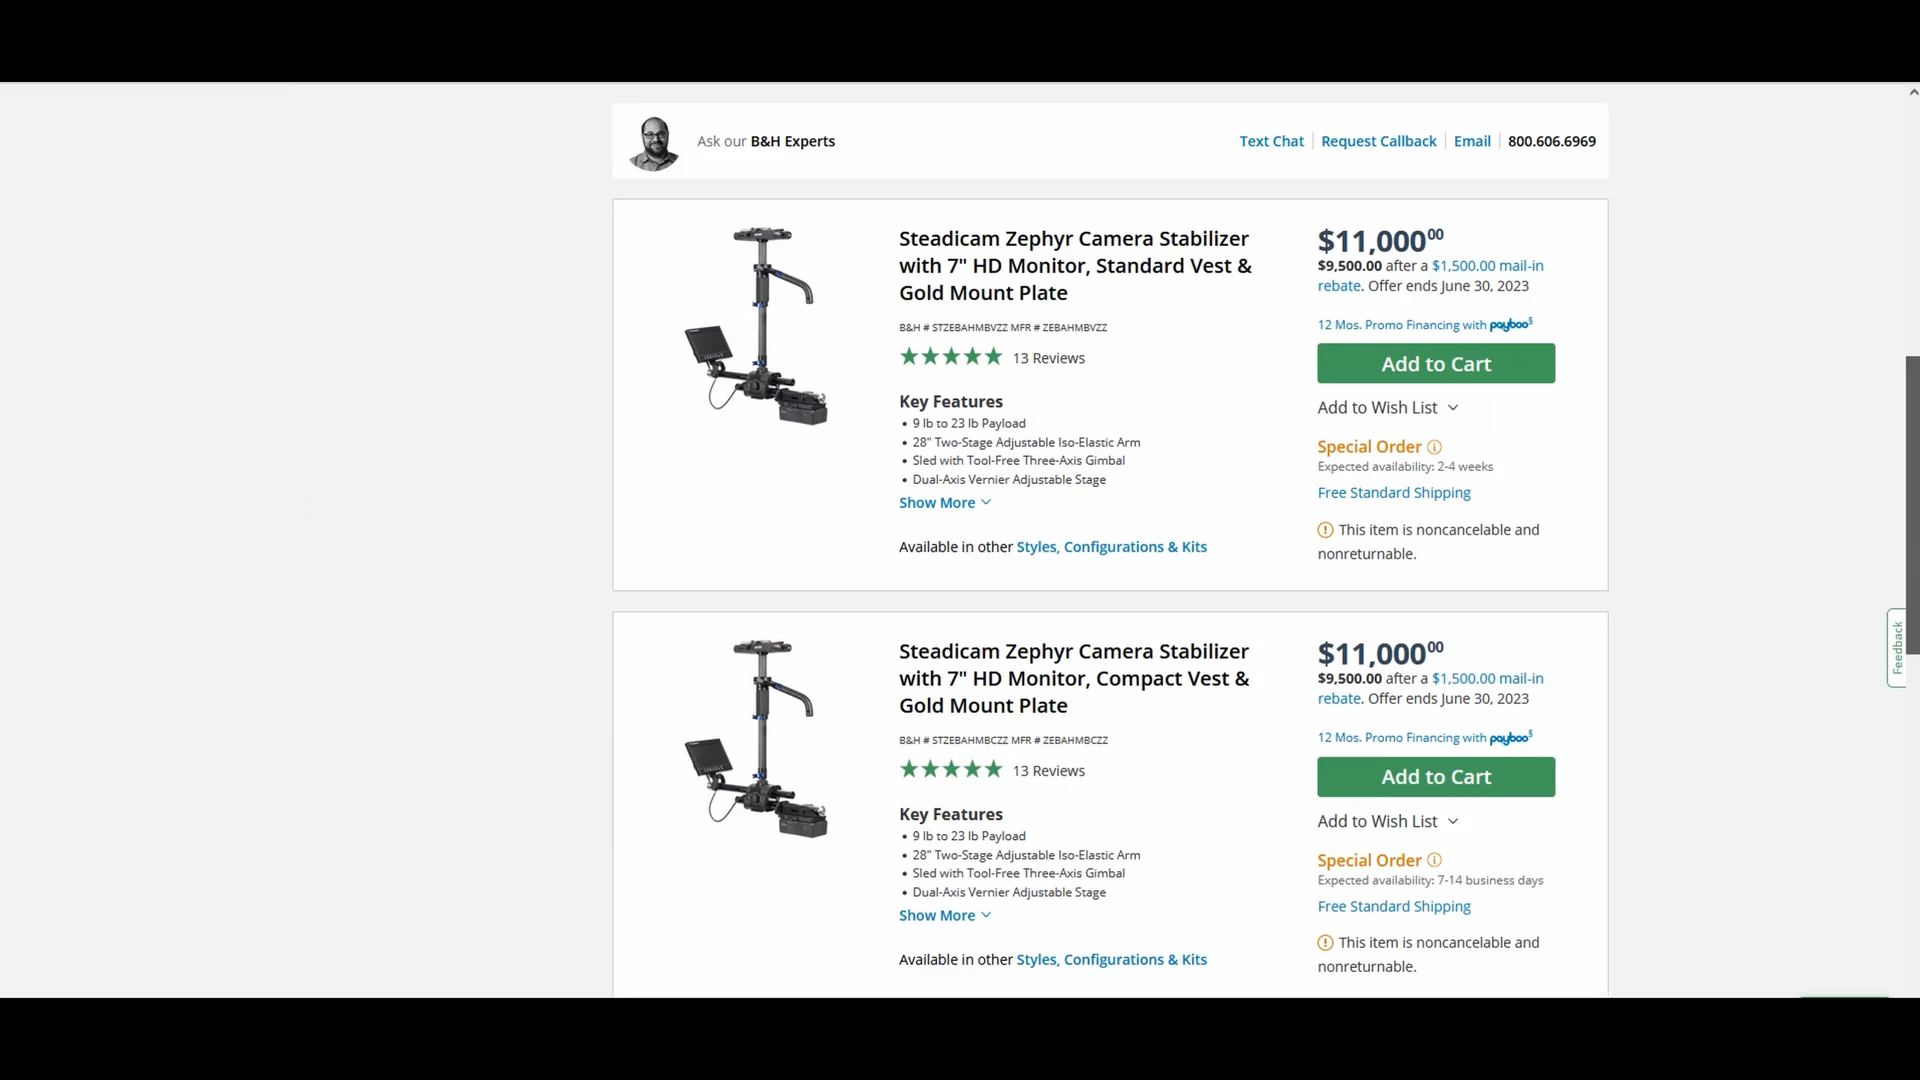 Ask our B&H Experts
Text Chat
Request Callback
Email
800.606.6969
Steadicam Zephyr Camera Stabilizer
with 7" HD Monitor, Standard Vest &
Gold Mount Plate
B&H # STZEBAHMBVZZ MFR # ZEBAHMBVZZ
13 Reviews
Key Features
• 9 lb to 23 lb Payload
• 28" Two-Stage Adjustable Iso-Elastic Arm
• Sled with Tool-Free Three-Axis Gimbal
• Dual-Axis Vernier Adjustable Stage
Show More
Available in other Styles, Configurations & Kits
$11,000.00
$9,500.00 after a $1,500.00 mail-in
rebate. Offer ends June 30, 2023
12 Mos. Promo Financing with payboo§
Add to Cart
Add to Wish List
Special Order
Expected availability: 2-4 weeks
Free Standard Shipping
This item is noncancelable and
nonreturnable.
Steadicam Zephyr Camera Stabilizer
with 7" HD Monitor, Compact Vest &
Gold Mount Plate
B&H # STZEBAHMBCZZ MFR # ZEBAHMBCZZ
13 Reviews
Key Features
• 9 lb to 23 lb Payload
• 28" Two-Stage Adjustable Iso-Elastic Arm
• Sled with Tool-Free Three-Axis Gimbal
• Dual-Axis Vernier Adjustable Stage
Show More
Available in other Styles, Configurations & Kits
$11,000.00
$9,500.00 after a $1,500.00 mail-in
rebate. Offer ends June 30, 2023
12 Mos. Promo Financing with payboo§
Add to Cart
Add to Wish List
Special Order
Expected availability: 7-14 business days
Free Standard Shipping
This item is noncancelable and
nonreturnable.
Feedback